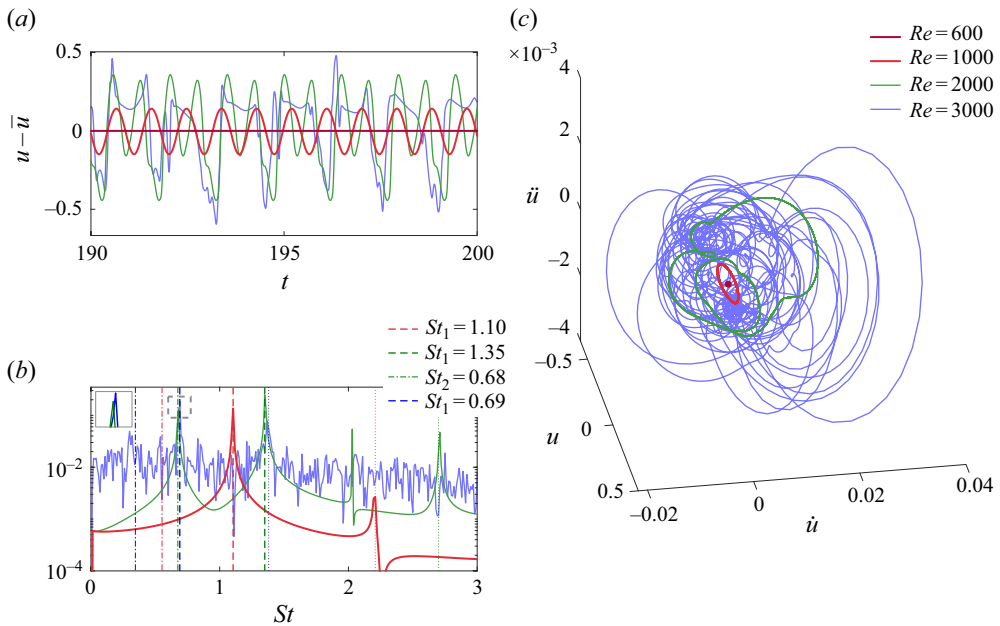 (a)
0.5
0
−0.5
u − u̅
190
195
200
t
St₁ = 1.10
St₁ = 1.35
St₂ = 0.68
St₁ = 0.69
(b)
10⁻²
10⁻⁴
0
1
2
3
St
(c)
Re = 600
Re = 1000
Re = 2000
Re = 3000
×10⁻³
4
2
0
−2
−4
ü
−0.5
0
0.5
u
−0.02
0
0.02
0.04
u̇